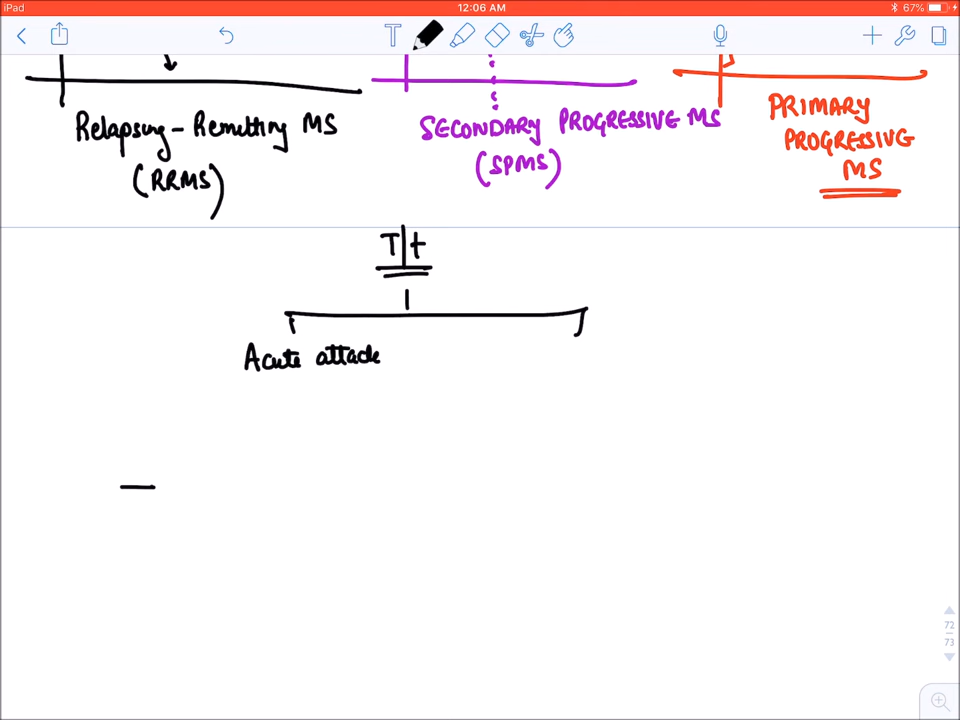 iPad 12:06 AM 67%
T
Relapsing - Remitting MS
(RRMS)
SECONDARY PROGRESSIVE MS
(SPMS)
PRIMARY
PROGRESSIVE
MS
T|t
Acute attack
72
73